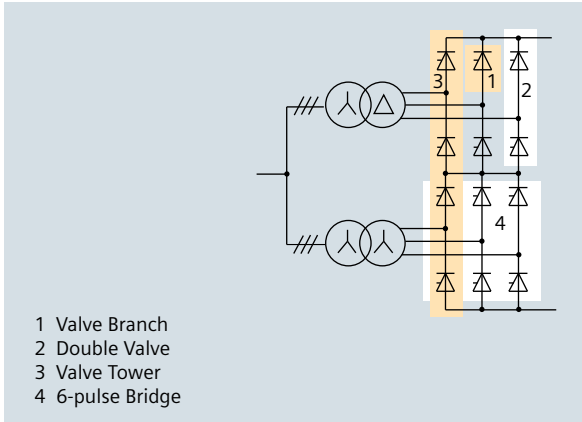 3
1
2
4
1 Valve Branch
2 Double Valve
3 Valve Tower
4 6-pulse Bridge